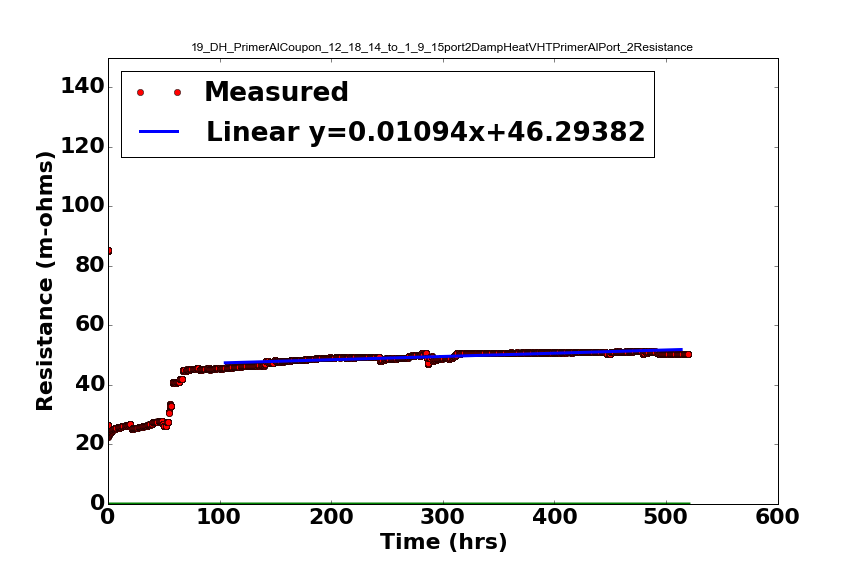 19_DH_PrimerAlCoupon_12_18_14_to_1_9_15port2DampHeatVHTPrimerAlPort_2Resistance
Measured
Linear y=0.01094x+46.29382
Resistance (m-ohms)
140
120
100
80
60
40
20
0
0 100 200 300 400 500 600
Time (hrs)